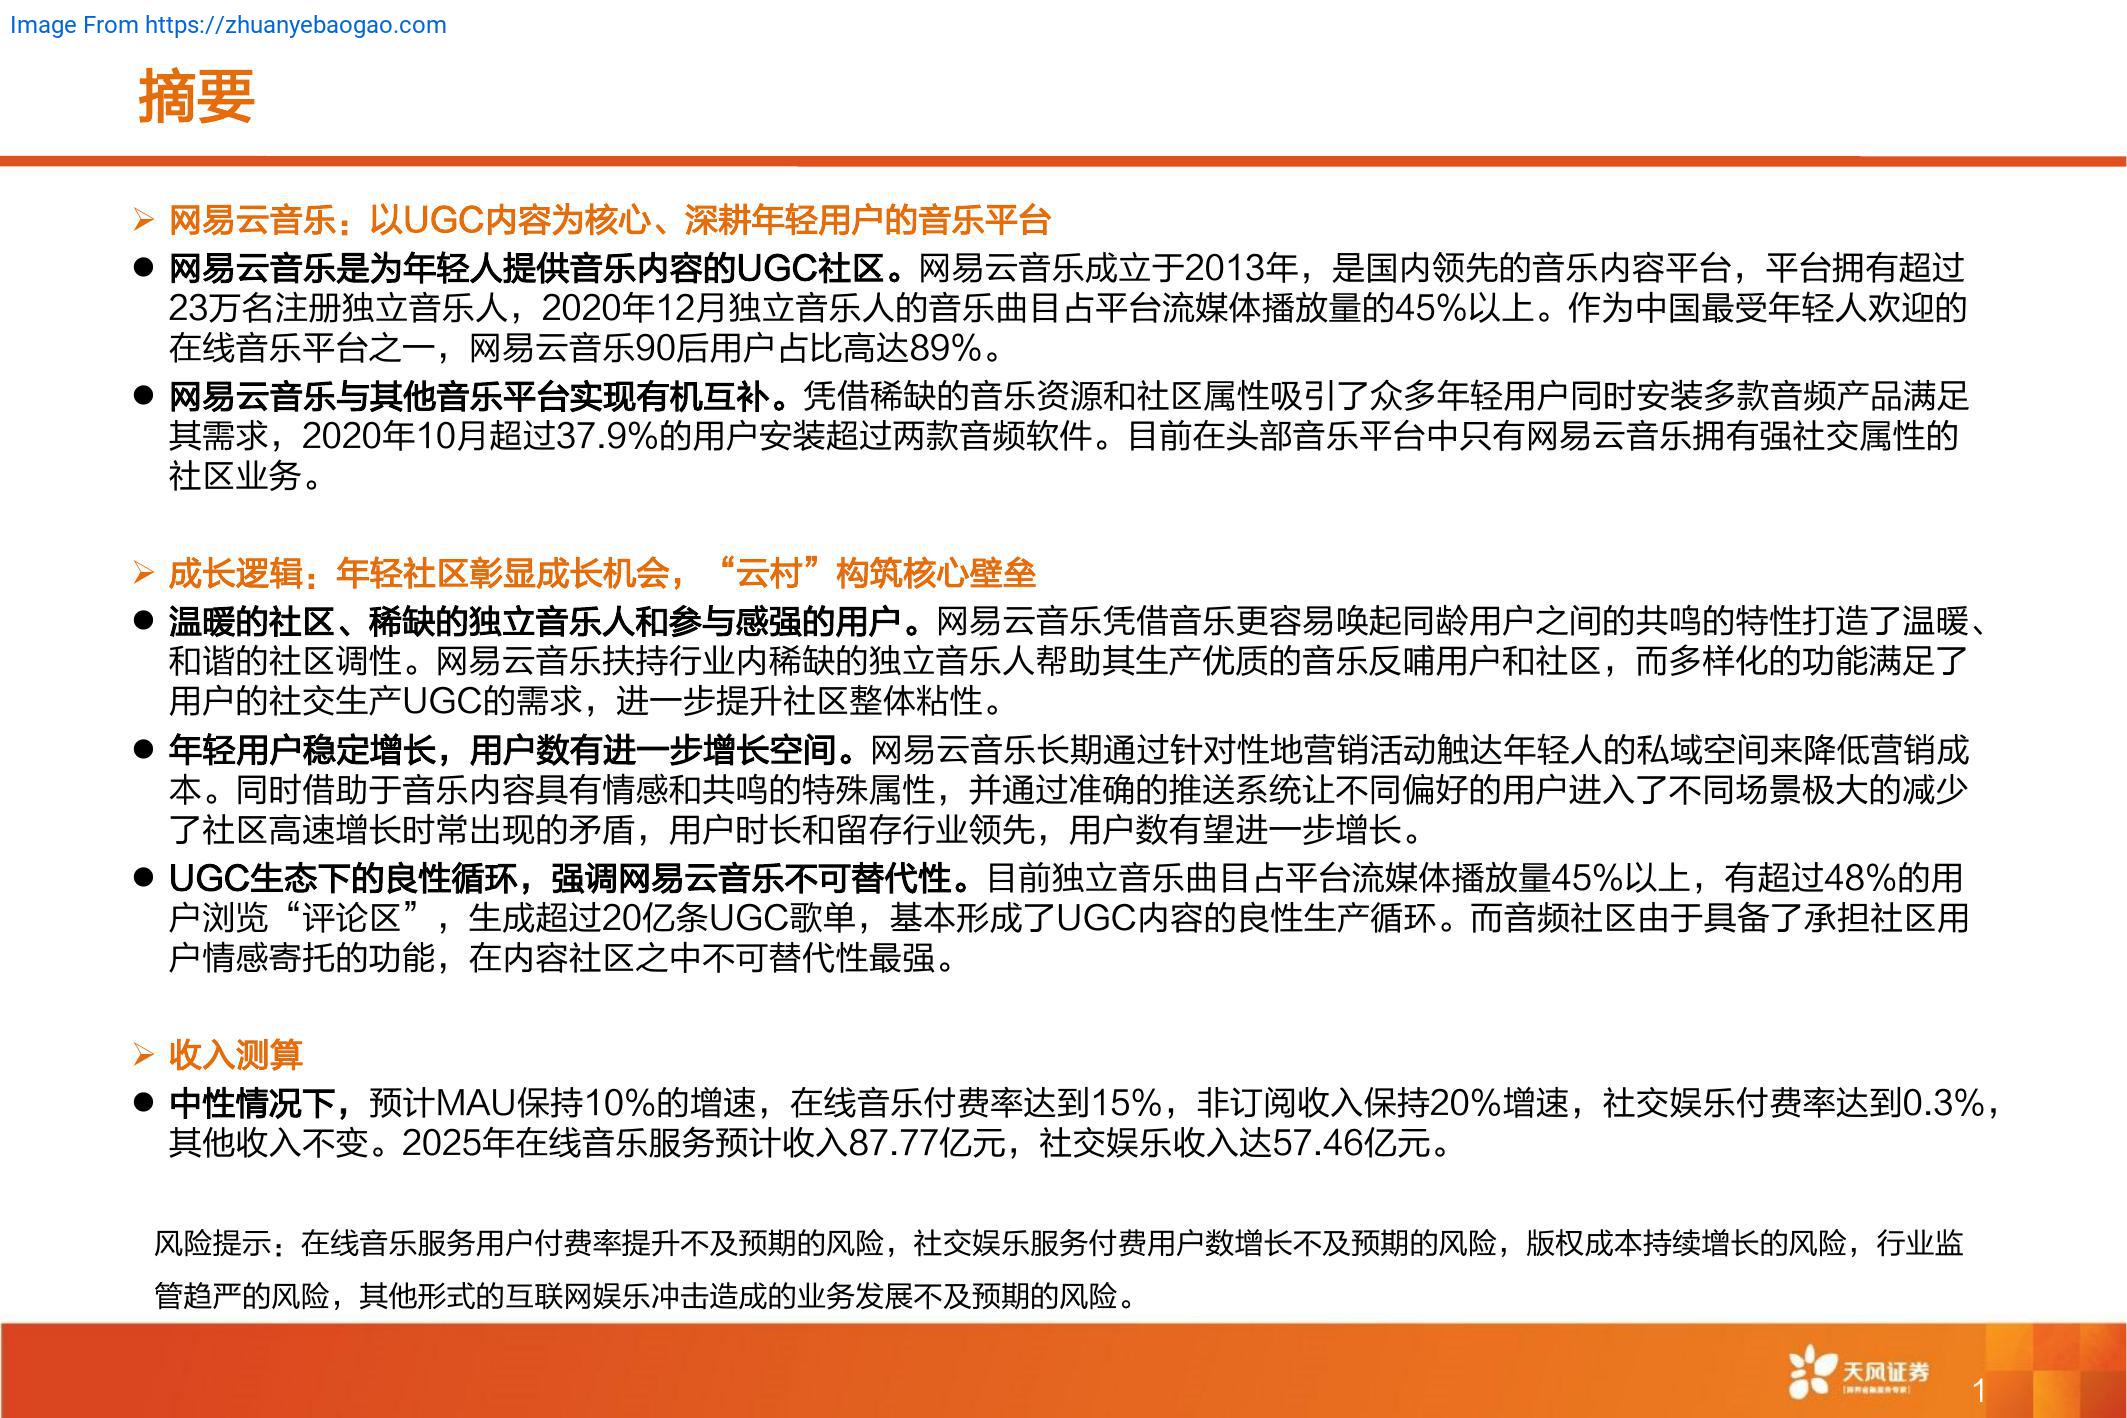 Image From https://zhuanyebaogao.com
摘要
➢ 网易云音乐：以UGC内容为核心、深耕年轻用户的音乐平台
● 网易云音乐是为年轻人提供音乐内容的UGC社区。网易云音乐成立于2013年，是国内领先的音乐内容平台，平台拥有超过
23万名注册独立音乐人，2020年12月独立音乐人的音乐曲目占平台流媒体播放量的45%以上。作为中国最受年轻人欢迎的
在线音乐平台之一，网易云音乐90后用户占比高达89%。
● 网易云音乐与其他音乐平台实现有机互补。凭借稀缺的音乐资源和社区属性吸引了众多年轻用户同时安装多款音频产品满足
其需求，2020年10月超过37.9%的用户安装超过两款音频软件。目前在头部音乐平台中只有网易云音乐拥有强社交属性的
社区业务。
➢ 成长逻辑：年轻社区彰显成长机会，“云村”构筑核心壁垒
● 温暖的社区、稀缺的独立音乐人和参与感强的用户。网易云音乐凭借音乐更容易唤起同龄用户之间的共鸣的特性打造了温暖、
和谐的社区调性。网易云音乐扶持行业内稀缺的独立音乐人帮助其生产优质的音乐反哺用户和社区，而多样化的功能满足了
用户的社交生产UGC的需求，进一步提升社区整体粘性。
● 年轻用户稳定增长，用户数有进一步增长空间。网易云音乐长期通过针对性地营销活动触达年轻人的私域空间来降低营销成
本。同时借助于音乐内容具有情感和共鸣的特殊属性，并通过准确的推送系统让不同偏好的用户进入了不同场景极大的减少
了社区高速增长时常出现的矛盾，用户时长和留存行业领先，用户数有望进一步增长。
● UGC生态下的良性循环，强调网易云音乐不可替代性。目前独立音乐曲目占平台流媒体播放量45%以上，有超过48%的用
户浏览“评论区”，生成超过20亿条UGC歌单，基本形成了UGC内容的良性生产循环。而音频社区由于具备了承担社区用
户情感寄托的功能，在内容社区之中不可替代性最强。
➢ 收入测算
● 中性情况下，预计MAU保持10%的增速，在线音乐付费率达到15%，非订阅收入保持20%增速，社交娱乐付费率达到0.3%，
其他收入不变。2025年在线音乐服务预计收入87.77亿元，社交娱乐收入达57.46亿元。
风险提示：在线音乐服务用户付费率提升不及预期的风险，社交娱乐服务付费用户数增长不及预期的风险，版权成本持续增长的风险，行业监
管趋严的风险，其他形式的互联网娱乐冲击造成的业务发展不及预期的风险。
天风证券
1